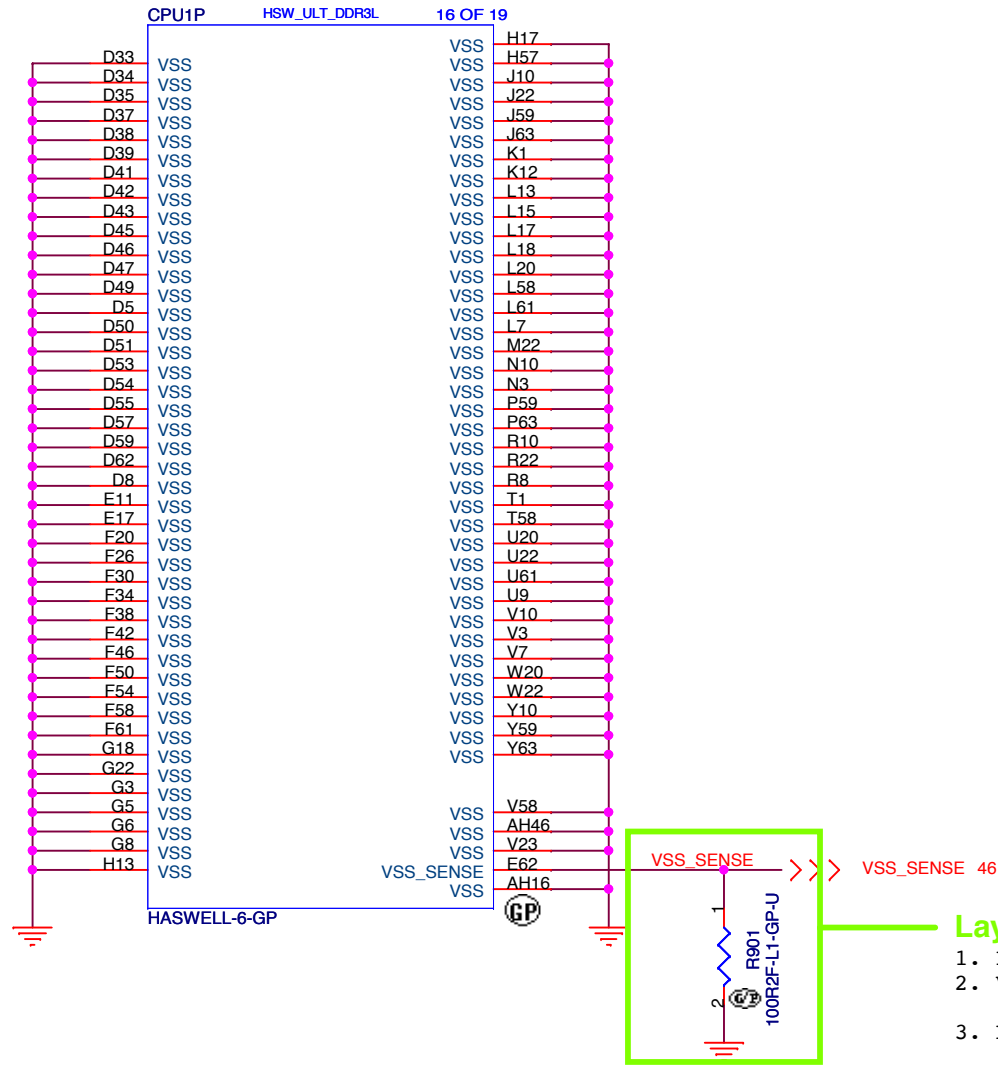 CPU1P HSW_ULT_DDR3L 16 OF 19
VSS H17
D33 VSS VSS H57
D34 VSS VSS J10
D35 VSS VSS J22
D37 VSS VSS J59
D38 VSS VSS J63
D39 VSS VSS K1
D41 VSS VSS K12
D42 VSS VSS L13
D43 VSS VSS L15
D45 VSS VSS L17
D46 VSS VSS L18
D47 VSS VSS L20
D49 VSS VSS L58
D5 VSS VSS L61
D50 VSS VSS L7
D51 VSS VSS M22
D53 VSS VSS N10
D54 VSS VSS N3
D55 VSS VSS P59
D57 VSS VSS P63
D59 VSS VSS R10
D62 VSS VSS R22
D8 VSS VSS R8
E11 VSS VSS T1
E17 VSS VSS T58
F20 VSS VSS U20
F26 VSS VSS U22
F30 VSS VSS U61
F34 VSS VSS U9
F38 VSS VSS V10
F42 VSS VSS V3
F46 VSS VSS V7
F50 VSS VSS W20
F54 VSS VSS W22
F58 VSS VSS Y10
F61 VSS VSS Y59
G18 VSS VSS Y63
G22 VSS
G3 VSS
G5 VSS VSS V58
G6 VSS VSS AH46
G8 VSS VSS V23
H13 VSS VSS_SENSE E62 VSS_SENSE VSS_SENSE 46
VSS AH16
HASWELL-6-GP GP
1
R901
100R2F-L1-GP-U
2 G/P
Lay
1.
2.
3.